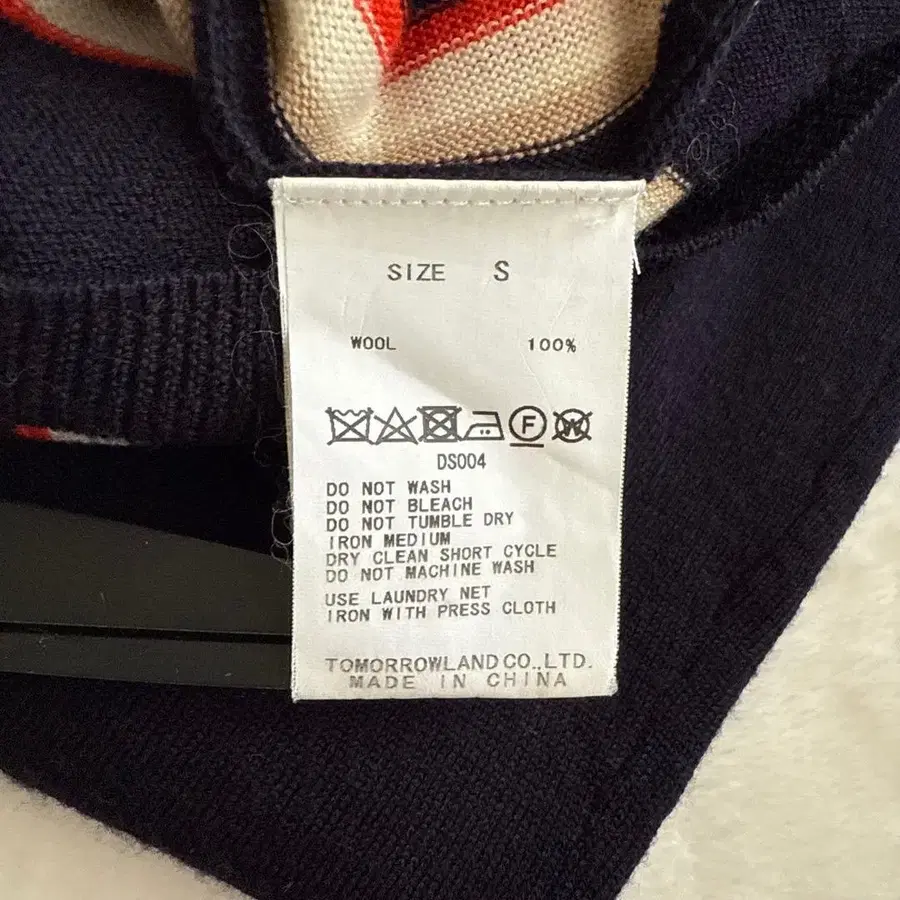 SIZE S
WOOL 100%
F W
DS004
DO NOT WASH
DO NOT BLEACH
DO NOT TUMBLE DRY
IRON MEDIUM
DRY CLEAN SHORT CYCLE
DO NOT MACHINE WASH
USE LAUNDRY NET
IRON WITH PRESS CLOTH
TOMORROWLAND CO.,LTD.
MADE IN CHINA